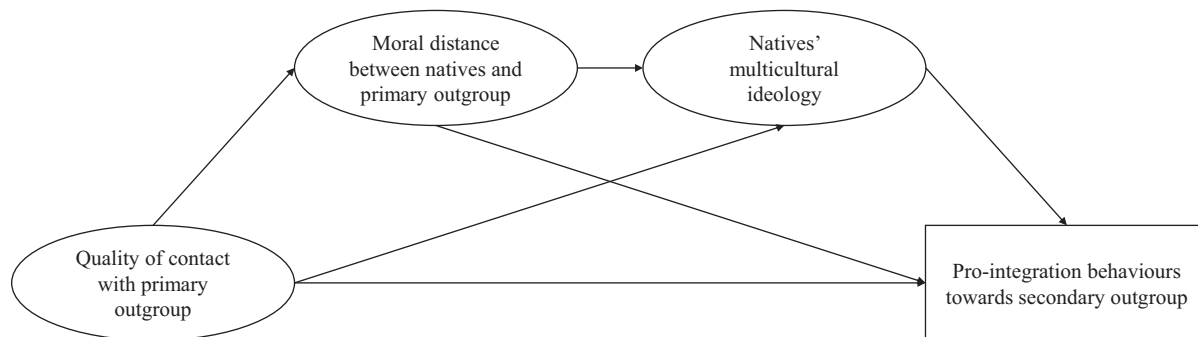 Moral distance
between natives and
primary outgroup
Natives’
multicultural
ideology
Quality of contact
with primary
outgroup
Pro-integration behaviours
towards secondary outgroup